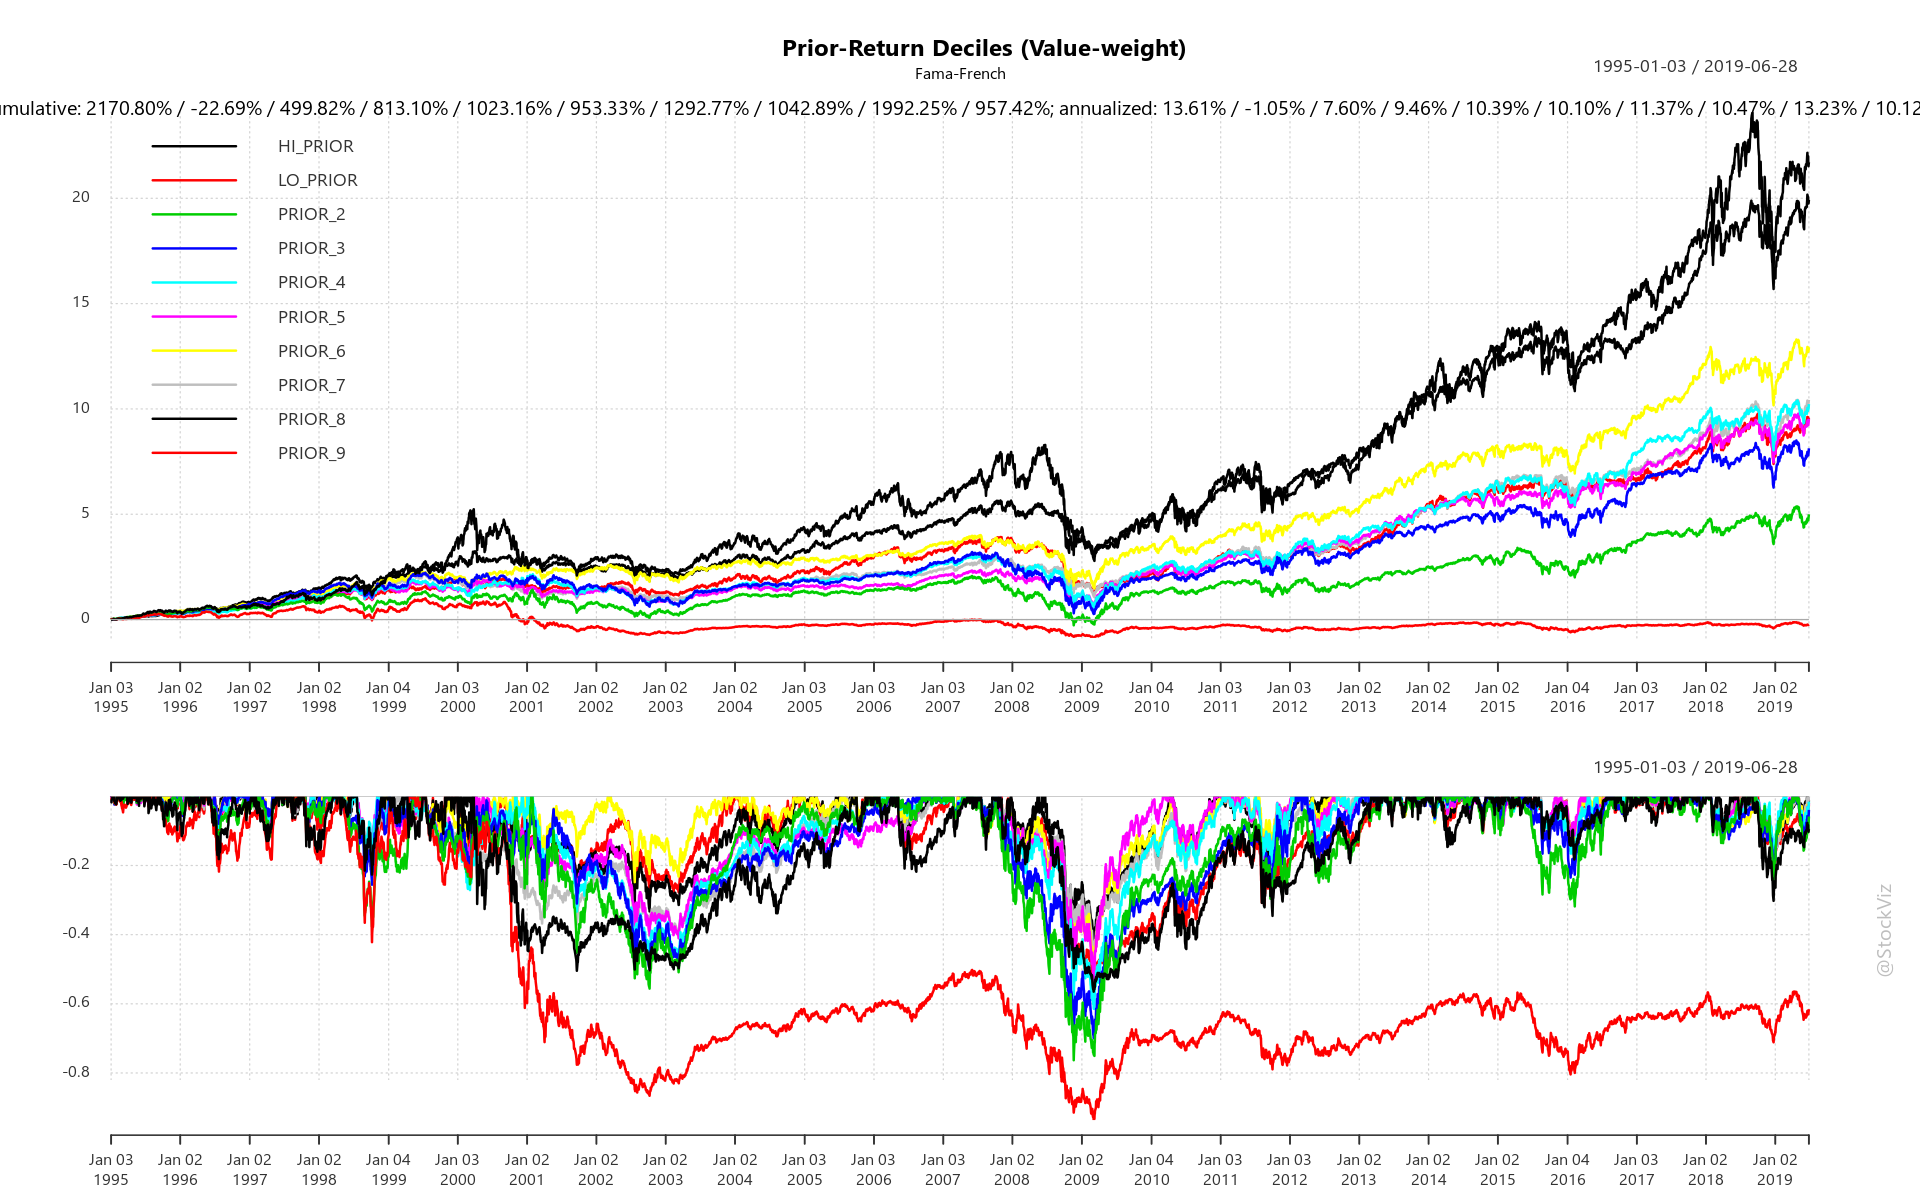 Prior-Return Deciles (Value-weight)
Fama-French
1995-01-03 / 2019-06-28
umulative: 2170.80% / -22.69% / 499.82% / 813.10% / 1023.16% / 953.33% / 1292.77% / 1042.89% / 1992.25% / 957.42%; annualized: 13.61% / -1.05% / 7.60% / 9.46% / 10.39% / 10.10% / 11.37% / 10.47% / 13.23% / 10.12
HI_PRIOR
LO_PRIOR
PRIOR_2
PRIOR_3
PRIOR_4
PRIOR_5
PRIOR_6
PRIOR_7
PRIOR_8
PRIOR_9
20
15
10
5
0
Jan 03 Jan 02 Jan 02 Jan 02 Jan 04 Jan 03 Jan 02 Jan 02 Jan 02 Jan 02 Jan 03 Jan 03 Jan 03 Jan 02 Jan 02 Jan 04 Jan 03 Jan 03 Jan 02 Jan 02 Jan 02 Jan 04 Jan 03 Jan 02 Jan 02
1995 1996 1997 1998 1999 2000 2001 2002 2003 2004 2005 2006 2007 2008 2009 2010 2011 2012 2013 2014 2015 2016 2017 2018 2019
1995-01-03 / 2019-06-28
-0.2
-0.4
-0.6
-0.8
@StockViz
Jan 03 Jan 02 Jan 02 Jan 02 Jan 04 Jan 03 Jan 02 Jan 02 Jan 02 Jan 02 Jan 03 Jan 03 Jan 03 Jan 02 Jan 02 Jan 04 Jan 03 Jan 03 Jan 02 Jan 02 Jan 02 Jan 04 Jan 03 Jan 02 Jan 02
1995 1996 1997 1998 1999 2000 2001 2002 2003 2004 2005 2006 2007 2008 2009 2010 2011 2012 2013 2014 2015 2016 2017 2018 2019